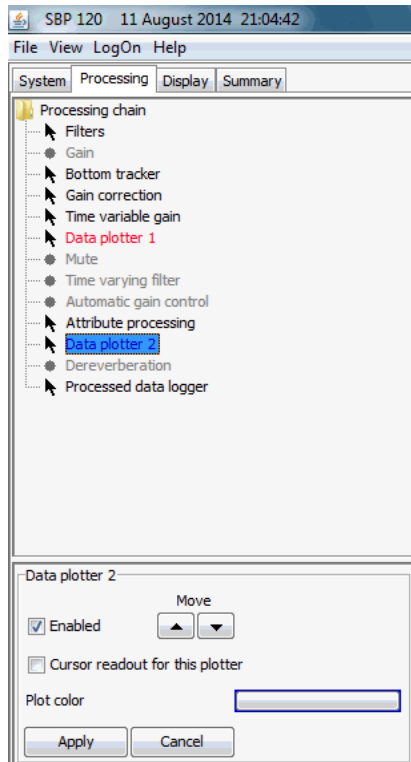 SBP 120 11 August 2014 21:04:42
File View LogOn Help
System Processing Display Summary
Processing chain
Filters
Gain
Bottom tracker
Gain correction
Time variable gain
Data plotter 1
Mute
Time varying filter
Automatic gain control
Attribute processing
Data plotter 2
Dereverberation
Processed data logger
Data plotter 2
Move
Enabled
Cursor readout for this plotter
Plot color
Apply Cancel